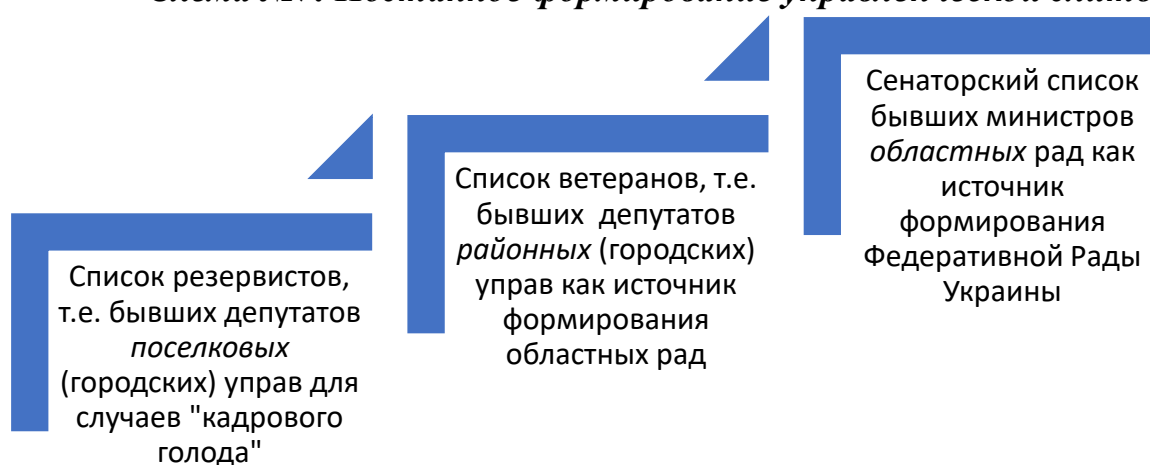 Список резервистов,
т.е. бывших депутатов
поселковых
(городских) управ для
случаев "кадрового
голода"
Список ветеранов, т.е.
бывших депутатов
районных (городских)
управ как источник
формирования
областных рад
Сенаторский список
бывших министров
областных рад как
источник
формирования
Федеративной Рады
Украины